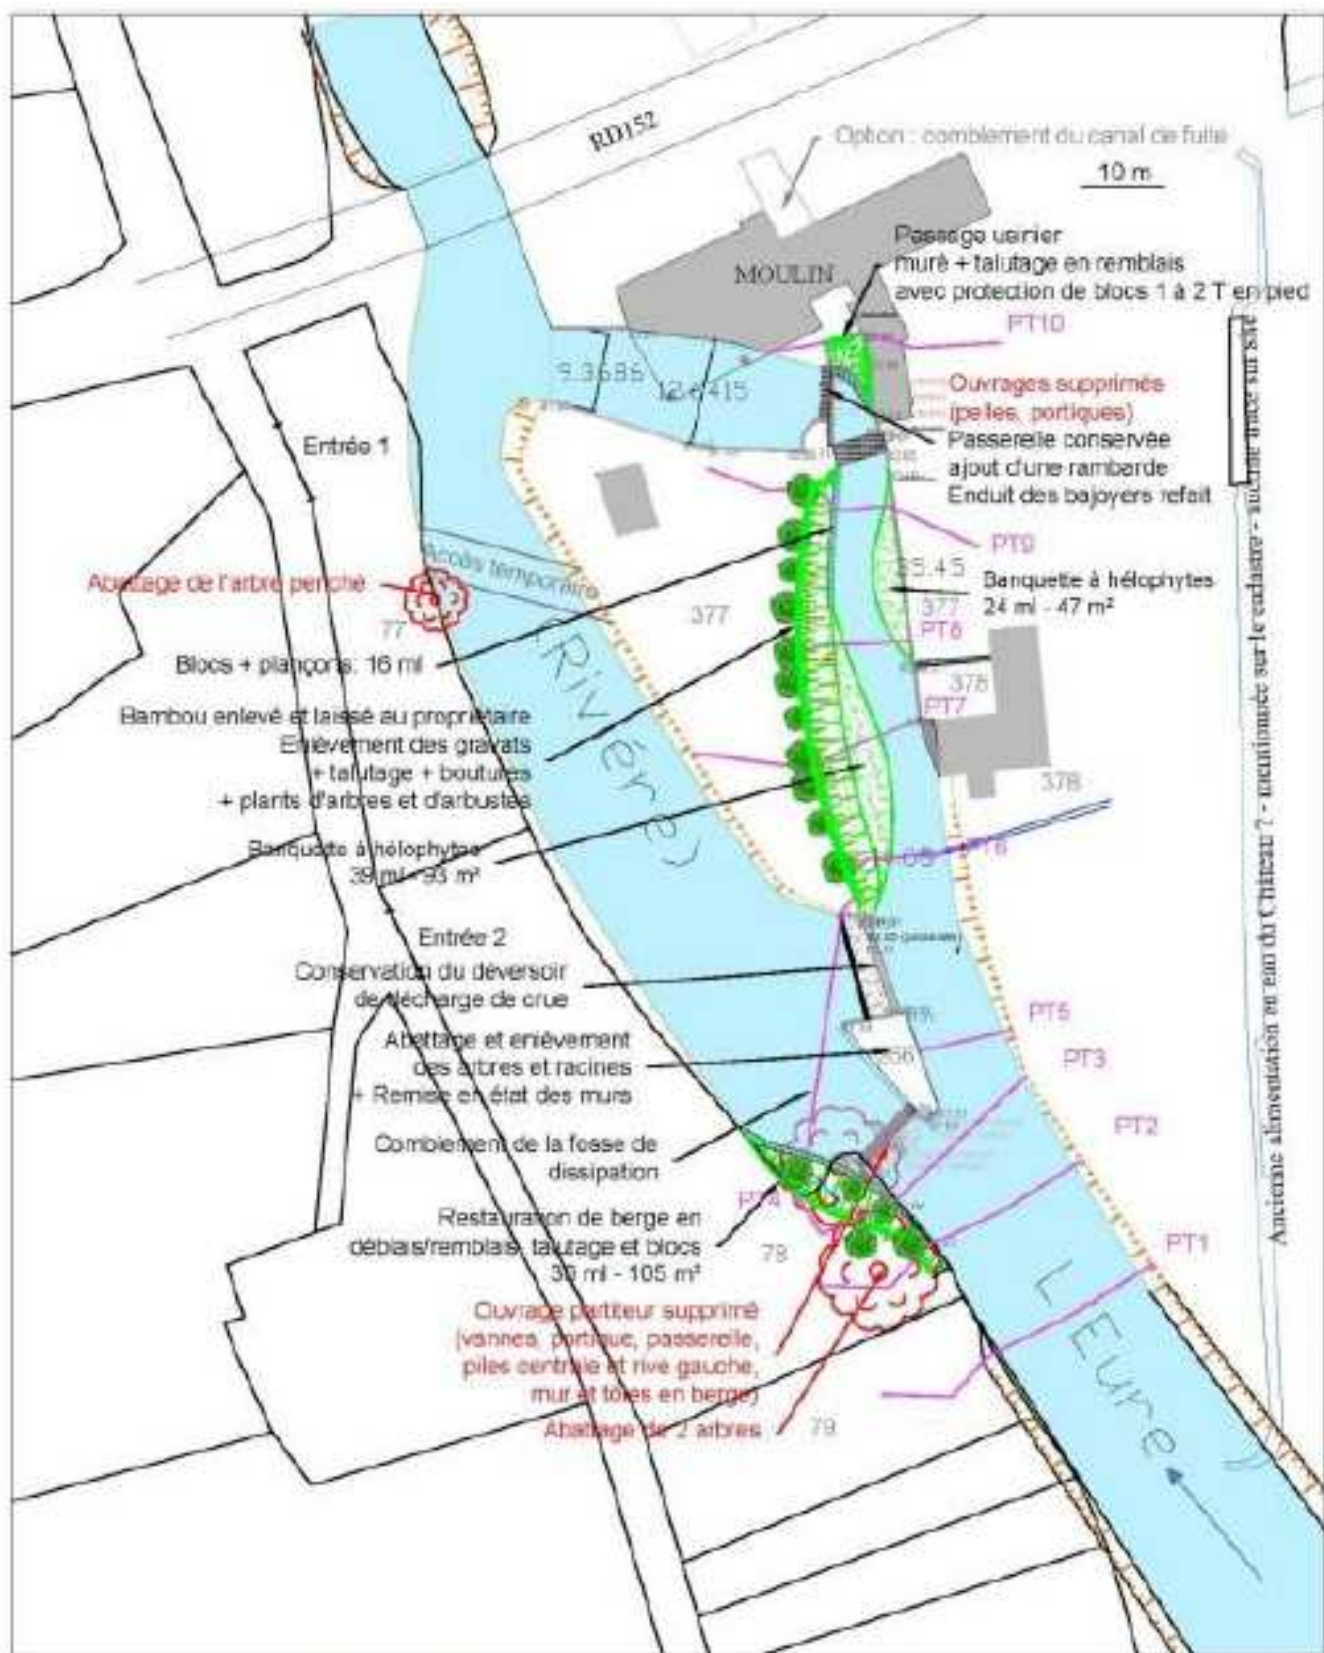 RD152
Option : comblement du canal de fuite
10 m
Passage usinier
muré + talutage en remblais
avec protection de blocs 1 à 2 T en pied
MOULIN
PT10
9.3686
12.6415
Ouvrages supprimés
(pelles, portiques)
Passerelle conservée
ajout d'une rambarde
Enduit des bajoyers refait
Entrée 1
Accès temporaire
PT9
35.45
Abattage de l'arbre penché
Banquette à hélophytes
24 ml - 47 m²
377
377
77
PT8
Blocs + plançons: 16 ml
378
PT7
Bambou enlevé et laissé au propriétaire
Enlèvement des gravats
+ talutage + boutures
+ plants d'arbres et d'arbustes
(Rivière)
378
Banquette à hélophytes
39 ml - 93 m²
PT6
Entrée 2
Conservation du déversoir
de décharge de crue
PT5
Abattage et enlèvement
des arbres et racines
+ Remise en état des murs
PT3
PT2
Comblement de la fosse de
dissipation
PT4
Restauration de berge en
déblais/remblais, talutage et blocs
30 ml - 105 m²
PT1
Ouvrage partiteur supprimé
(vannes, portique, passerelle,
piles centrale et rive gauche,
mur et tôles en berge)
Abattage de 2 arbres
79
L'Eure
Ancienne alimentation en eau du Château ? - mentionnée sur le cadastre - aucune trace sur site